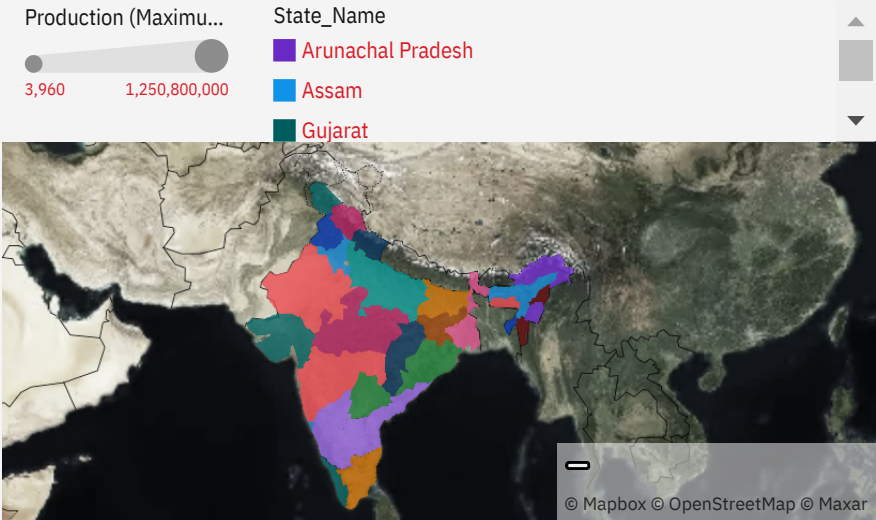 Production (Maximu...
3,960
1,250,800,000
State_Name
Arunachal Pradesh
Assam
Gujarat
© Mapbox © OpenStreetMap © Maxar